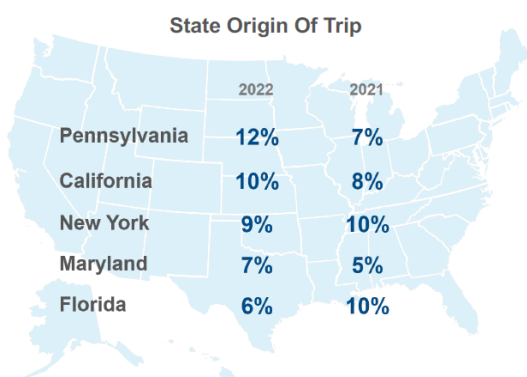 State Origin Of Trip
2022 2021
Pennsylvania 12% 7%
California 10% 8%
New York 9% 10%
Maryland 7% 5%
Florida 6% 10%